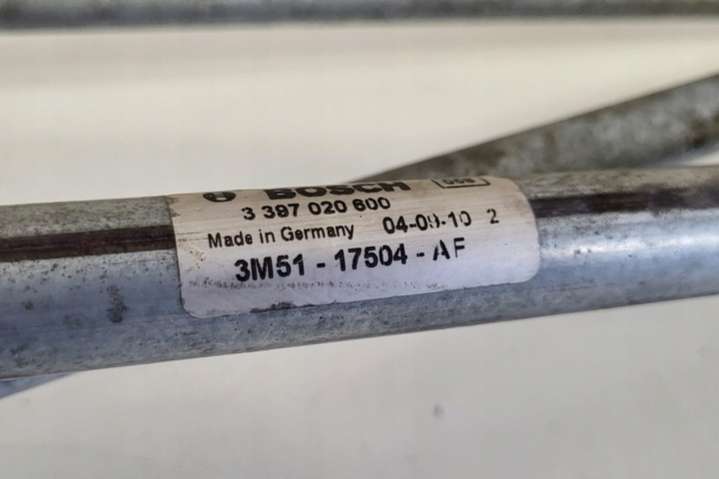 BOSCH
3 397 020 600
Made in Germany 04-09-10 2
3M51 - 17504 - AF